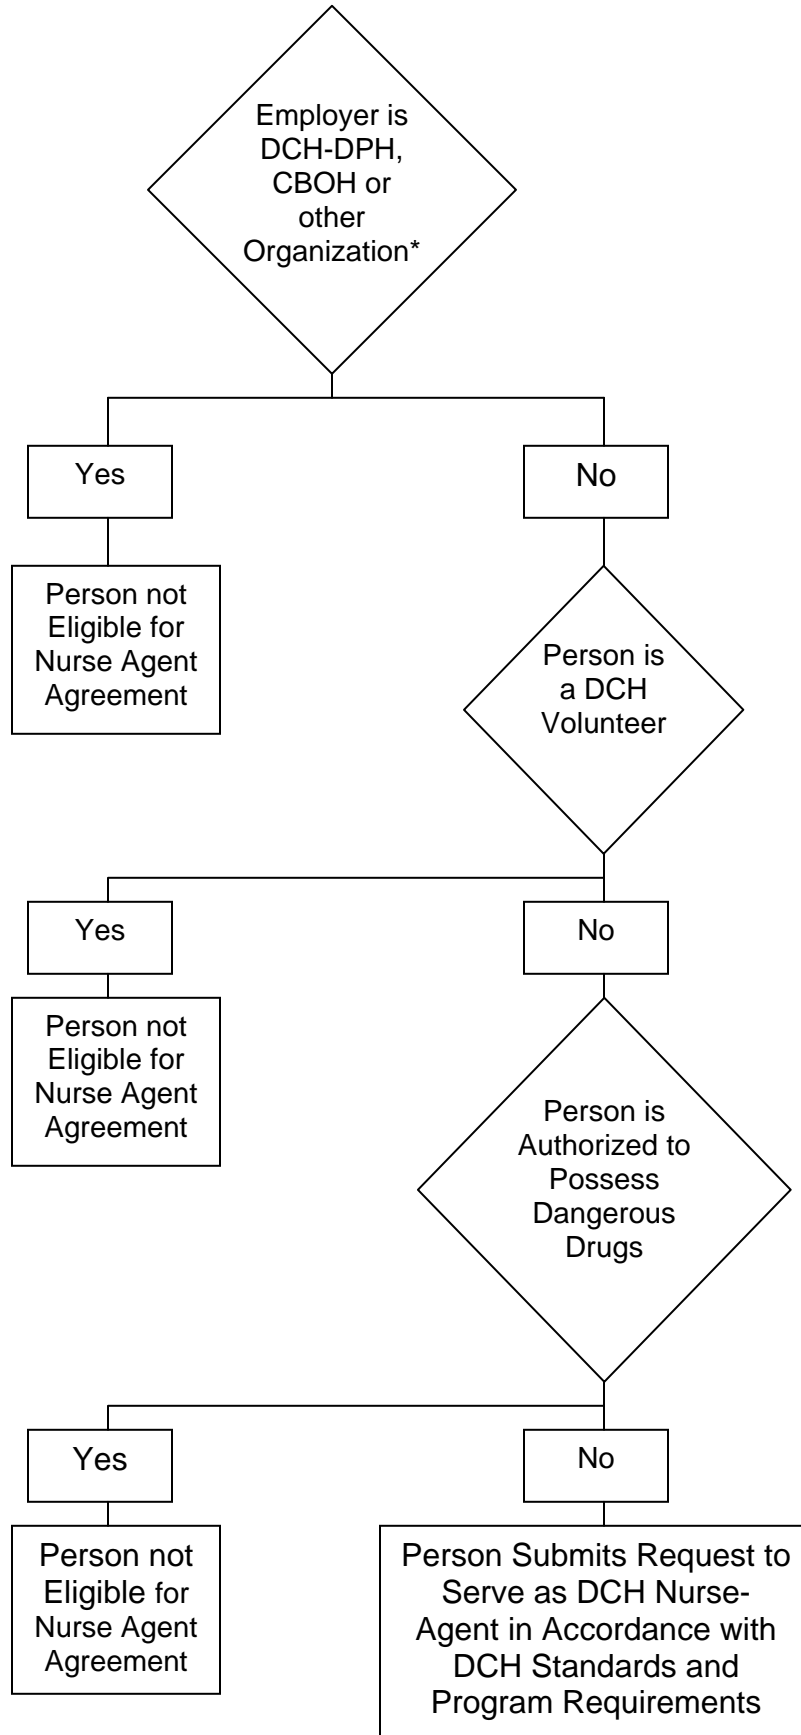 Employer is
DCH-DPH,
CBOH or
other
Organization*
Yes
No
Person not
Eligible for
Nurse Agent
Agreement
Person is
a DCH
Volunteer
Yes
No
Person not
Eligible for
Nurse Agent
Agreement
Person is
Authorized to
Possess
Dangerous
Drugs
Yes
No
Person not
Eligible for
Nurse Agent
Agreement
Person Submits Request to
Serve as DCH Nurse-
Agent in Accordance with
DCH Standards and
Program Requirements